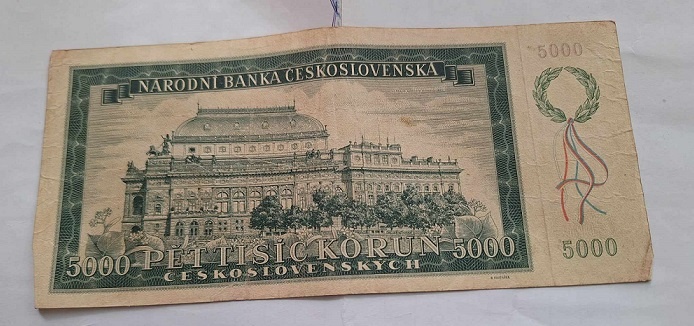 5000
NÁRODNÍ BANKA ČESKOSLOVENSKÁ
5000 PĚT TISÍC KORUN 5000
ČESKOSLOVENSKÝCH
5000